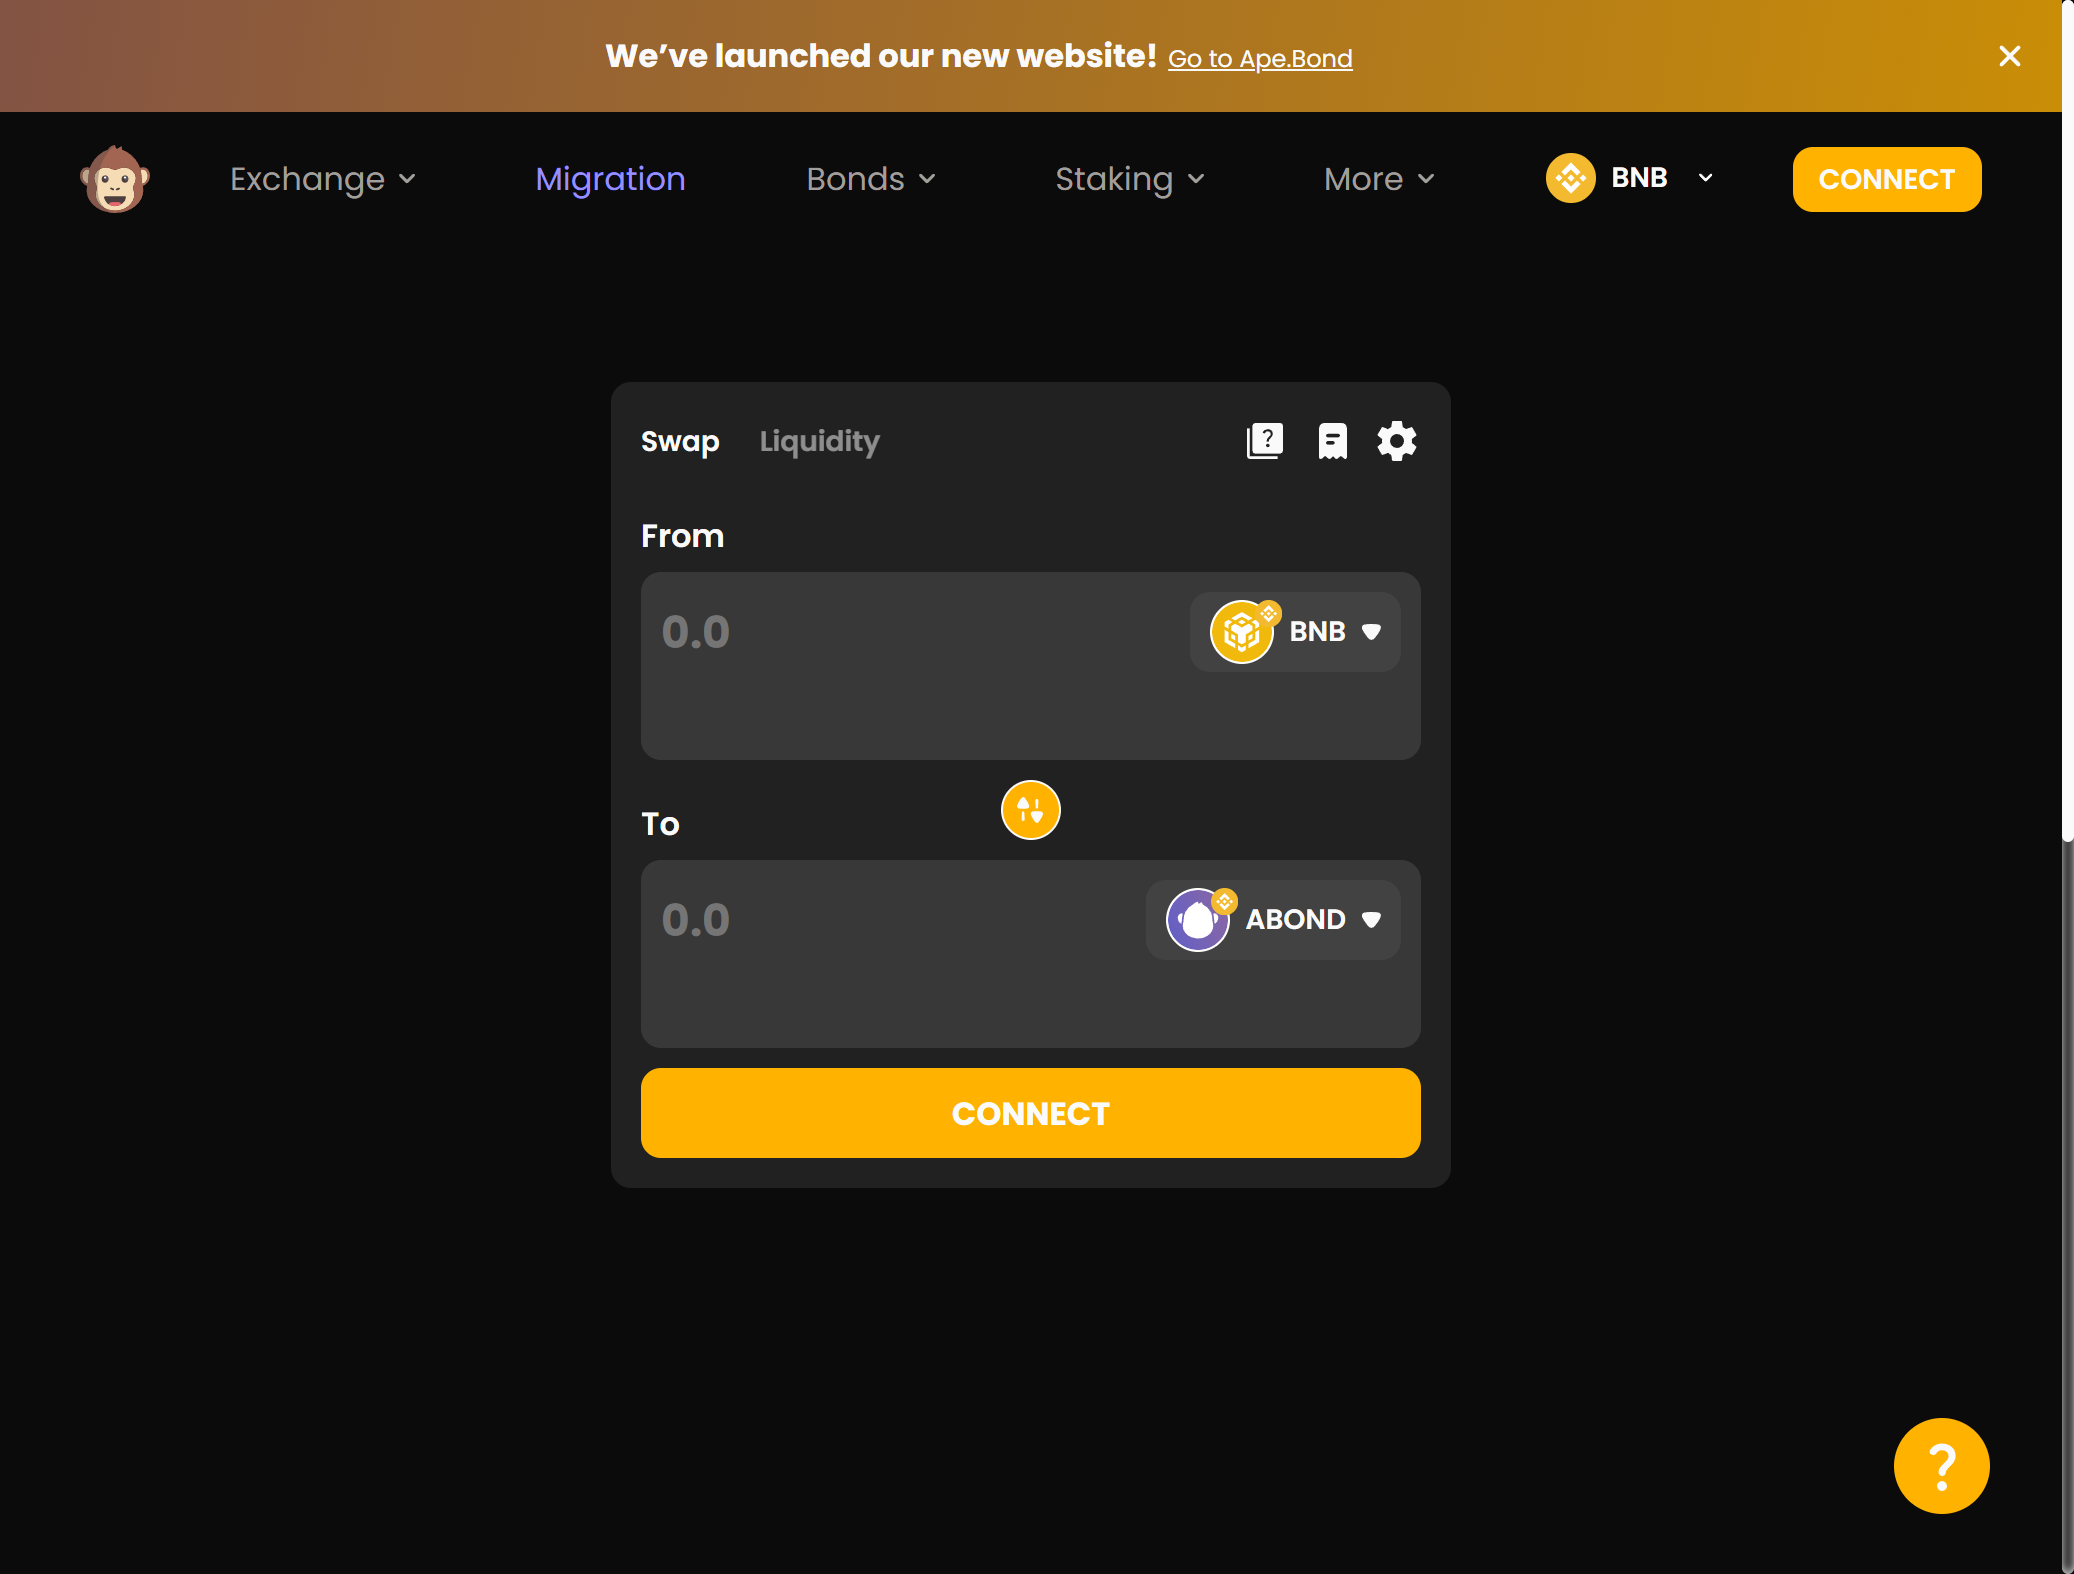 We’ve launched our new website! Go to Ape.Bond
Exchange Migration Bonds Staking More BNB CONNECT
Swap Liquidity ?
From
0.0 BNB
To
0.0 ABOND
CONNECT
?